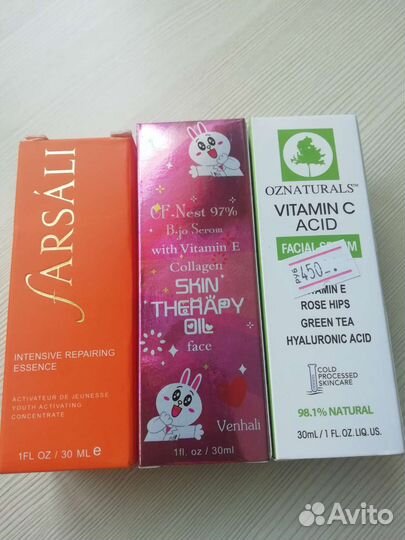 fARSÁLI
INTENSIVE REPAIRING
ESSENCE
ACTIVATEUR DE JEUNESSE
YOUTH ACTIVATING
CONCENTRATE
1FL OZ / 30 ML e
CF-Nest 97%
B.jo Serom
with Vitamin E
Collagen
SKIN
THERAPY
OIL
face
Venhali
1fl. oz / 30ml
OZNATURALS™
VITAMIN C
ACID
FACIAL SERUM
РУБ 450-.
VITAMIN E
ROSE HIPS
GREEN TEA
HYALURONIC ACID
COLD
PROCESSED
SKINCARE
98.1% NATURAL
30mL / 1 FL. OZ. LIQ. US.
Avito